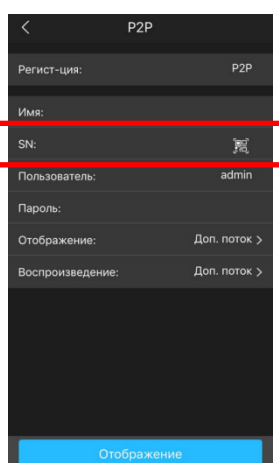 P2P
Регист-ция: P2P
Имя:
SN:
Пользователь: admin
Пароль:
Отображение: Доп. поток >
Воспроизведение: Доп. поток >
Отображение